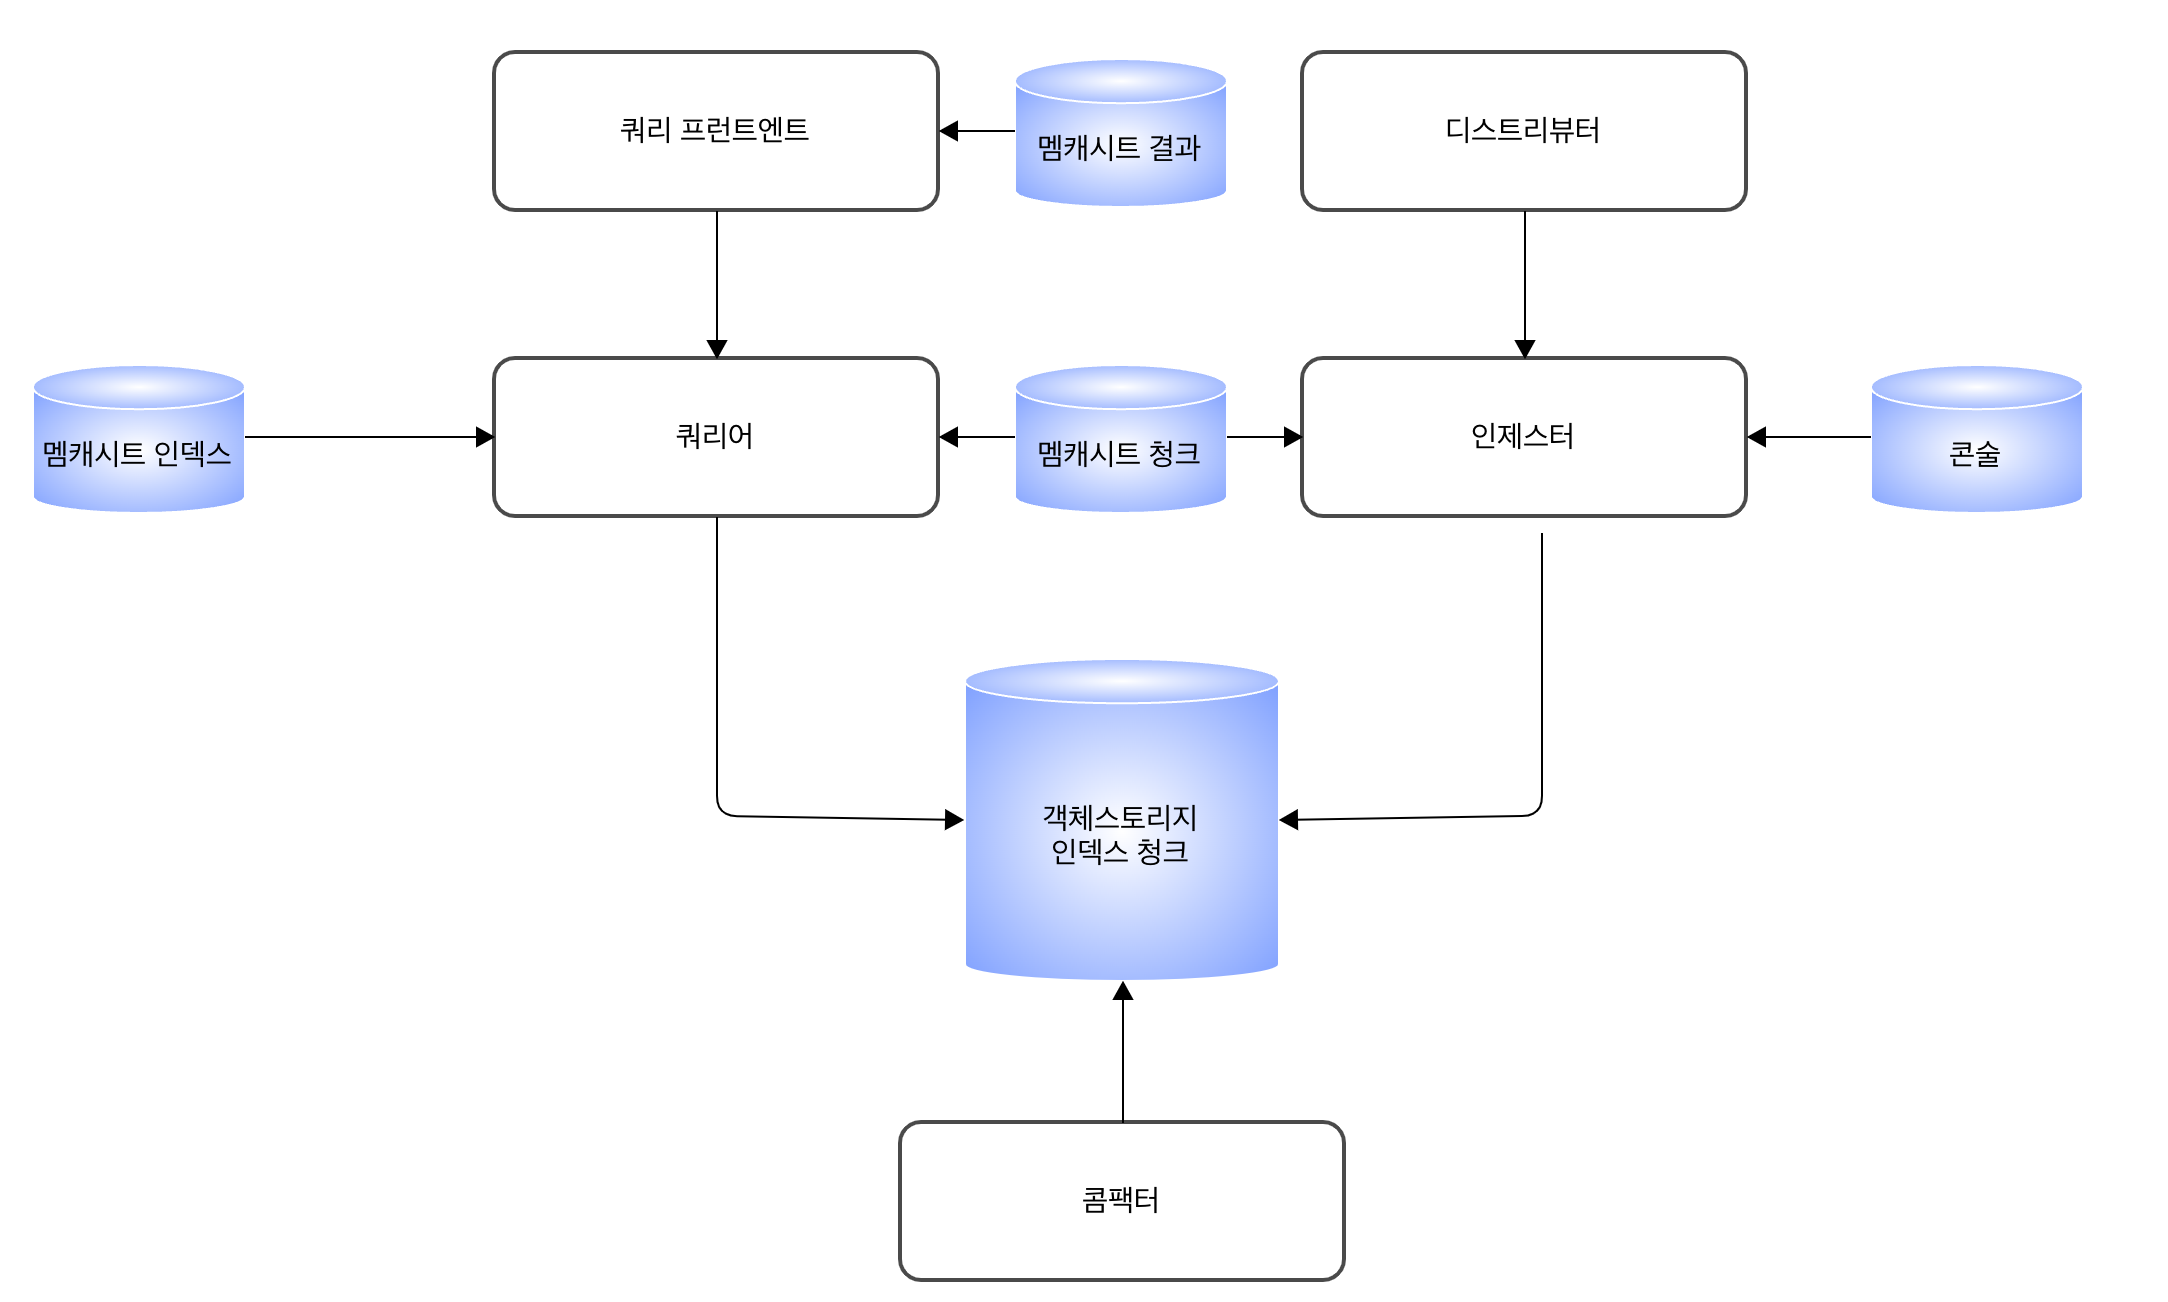 쿼리 프런트엔트
멤캐시트 결과
디스트리뷰터
멤캐시트 인덱스
쿼리어
멤캐시트 청크
인제스터
콘술
객체스토리지
인덱스 청크
콤팩터